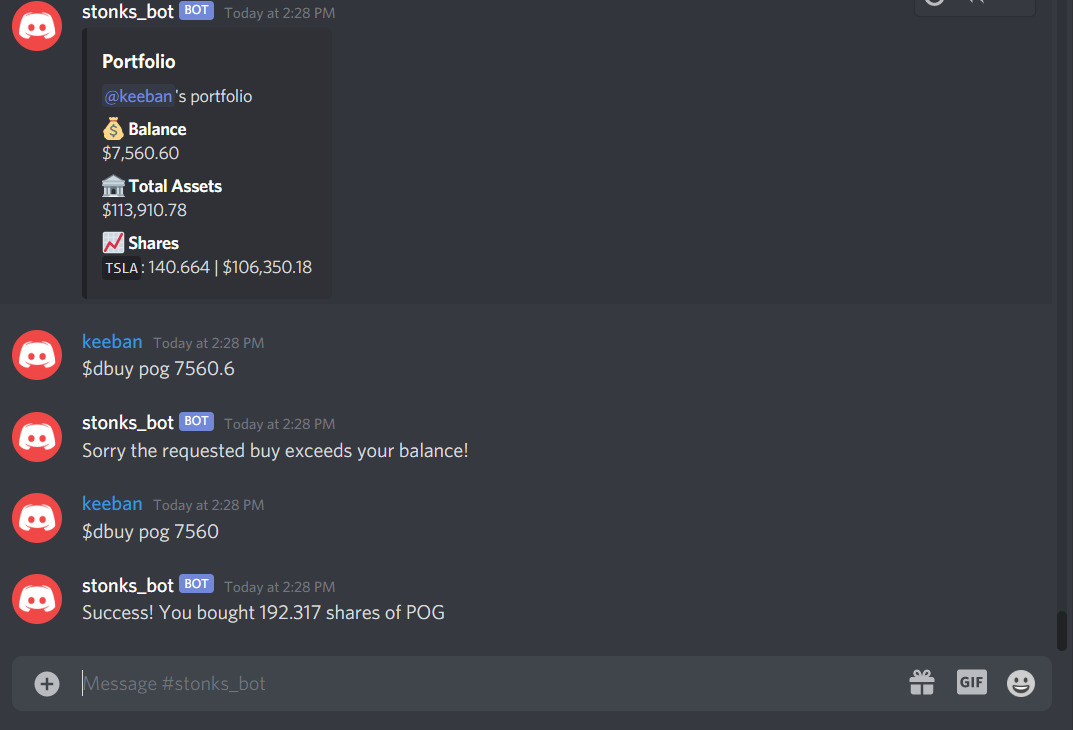 stonks_bot BOT Today at 2:28 PM
Portfolio
@keeban's portfolio
Balance
$7,560.60
Total Assets
$113,910.78
Shares
TSLA: 140.664 | $106,350.18
keeban Today at 2:28 PM
$dbuy pog 7560.6
stonks_bot BOT Today at 2:28 PM
Sorry the requested buy exceeds your balance!
keeban Today at 2:28 PM
$dbuy pog 7560
stonks_bot BOT Today at 2:28 PM
Success! You bought 192.317 shares of POG
Message #stonks_bot
GIF